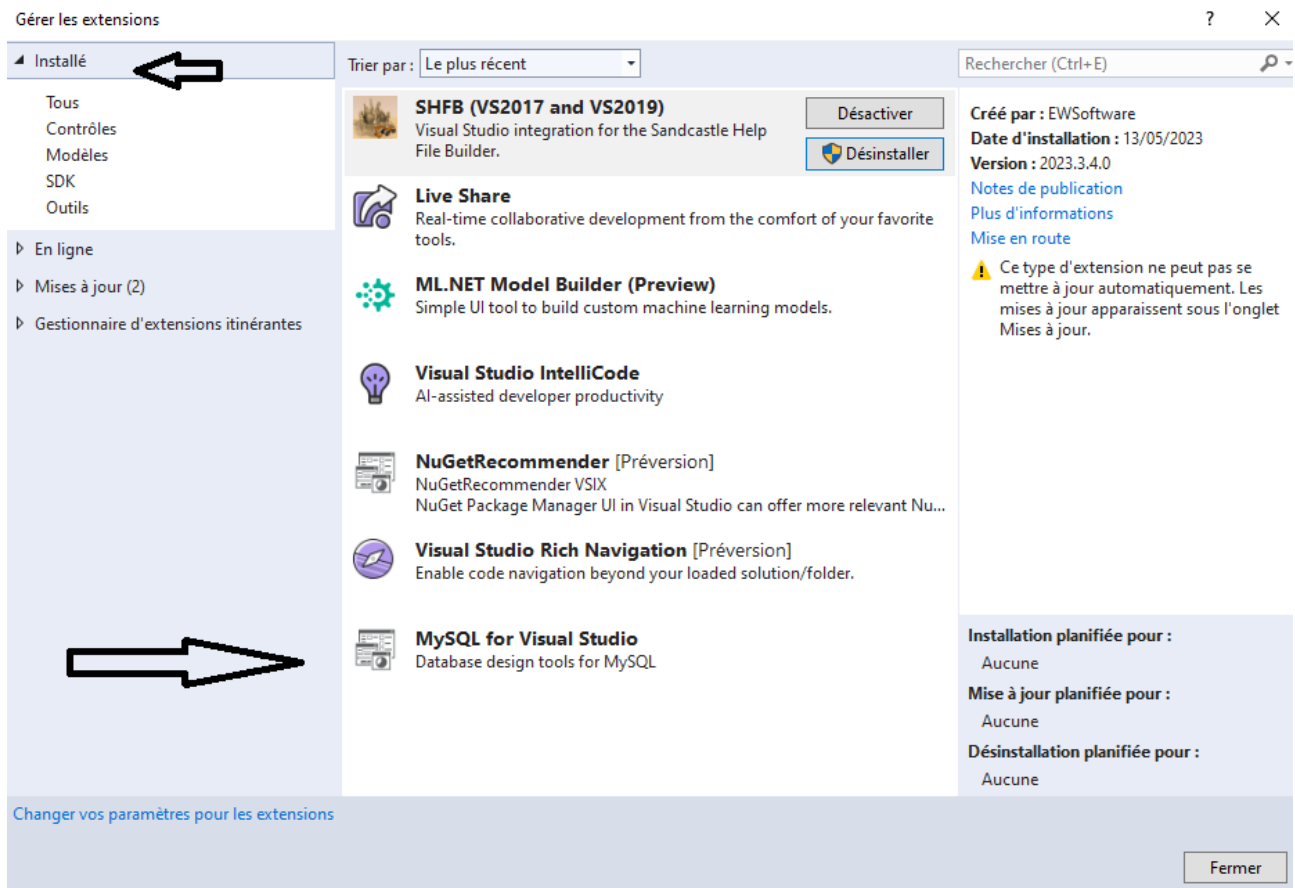 Gérer les extensions
?
Installé
Tous
Contrôles
Modèles
SDK
Outils
En ligne
Mises à jour (2)
Gestionnaire d'extensions itinérantes
Trier par : Le plus récent
SHFB (VS2017 and VS2019)
Visual Studio integration for the Sandcastle Help
File Builder.
Désactiver
Désinstaller
Live Share
Real-time collaborative development from the comfort of your favorite
tools.
ML.NET Model Builder (Preview)
Simple UI tool to build custom machine learning models.
Visual Studio IntelliCode
AI-assisted developer productivity
NuGetRecommender [Préversion]
NuGetRecommender VSIX
NuGet Package Manager UI in Visual Studio can offer more relevant Nu...
Visual Studio Rich Navigation [Préversion]
Enable code navigation beyond your loaded solution/folder.
MySQL for Visual Studio
Database design tools for MySQL
Rechercher (Ctrl+E)
Créé par : EWSoftware
Date d'installation : 13/05/2023
Version : 2023.3.4.0
Notes de publication
Plus d'informations
Mise en route
Ce type d'extension ne peut pas se
mettre à jour automatiquement. Les
mises à jour apparaissent sous l'onglet
Mises à jour.
Installation planifiée pour :
Aucune
Mise à jour planifiée pour :
Aucune
Désinstallation planifiée pour :
Aucune
Changer vos paramètres pour les extensions
Fermer